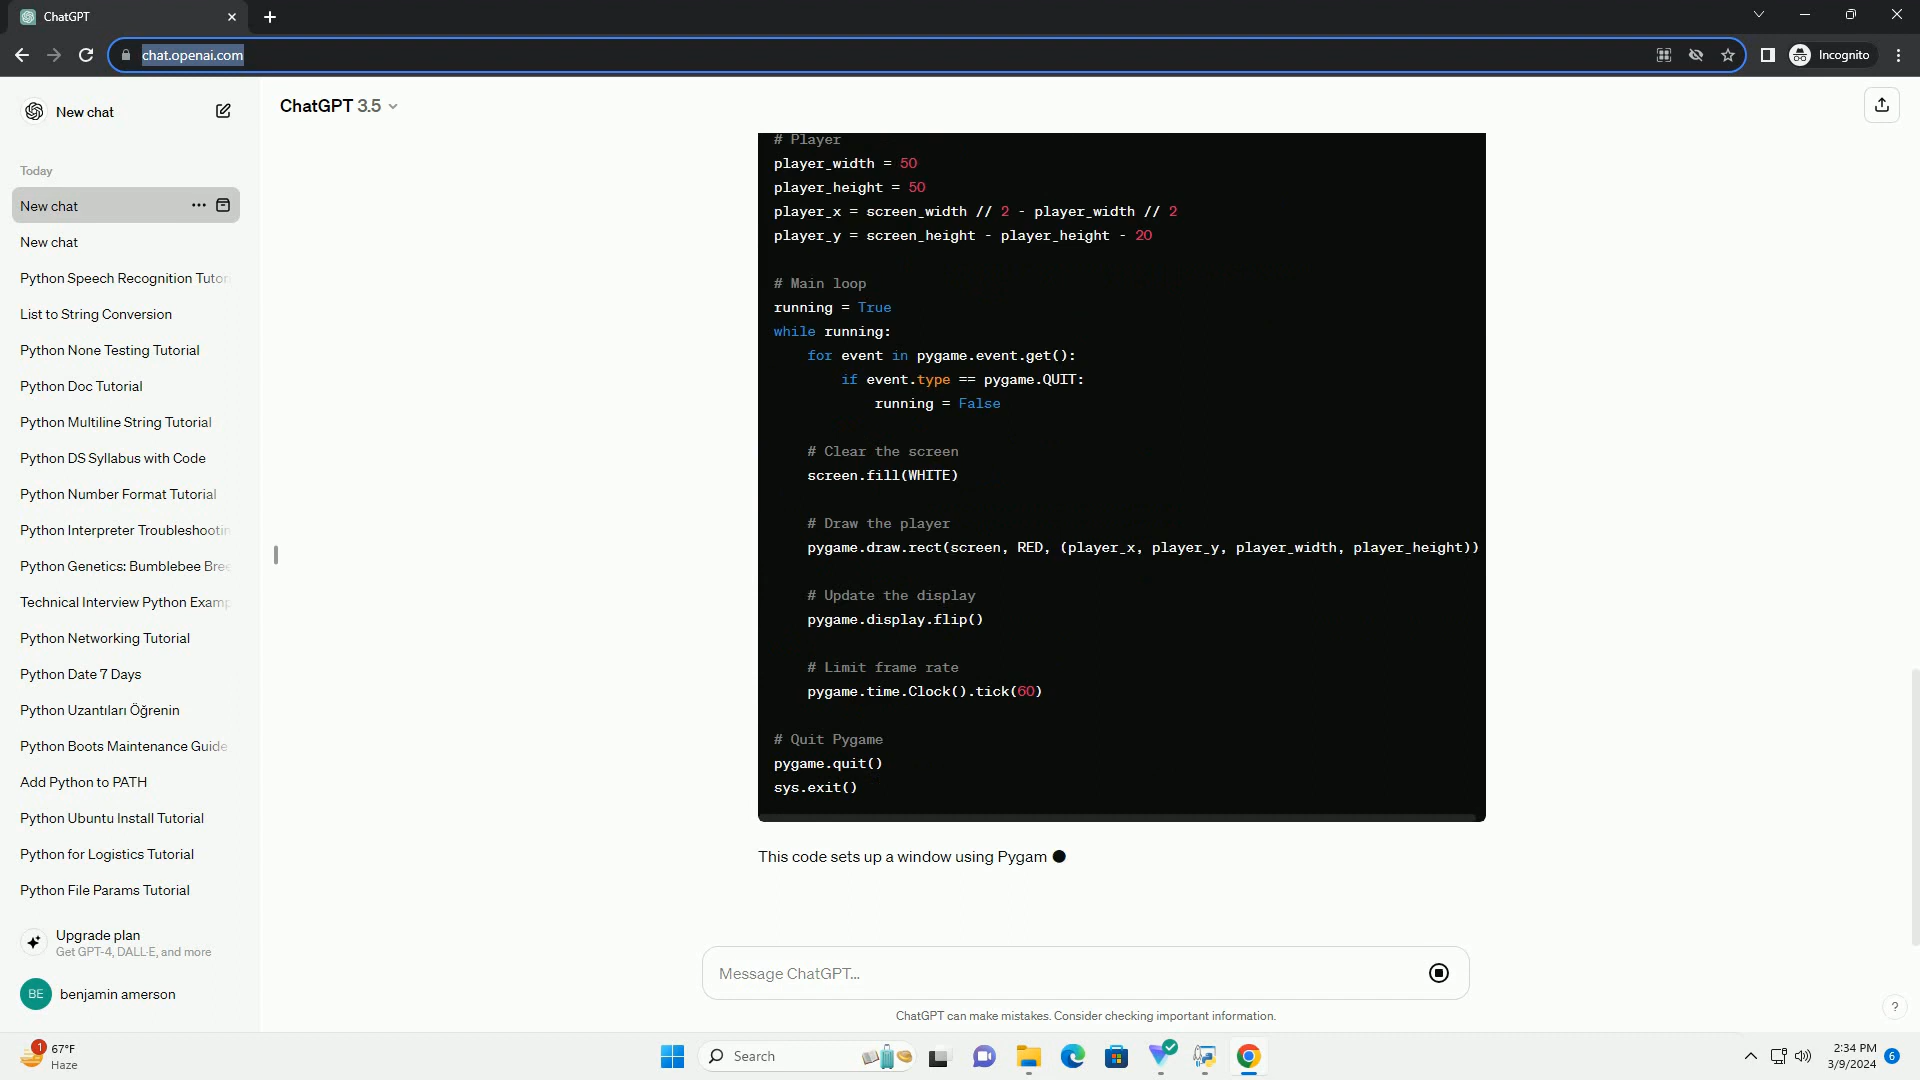 ChatGPT
chat.openai.com
Incognito
New chat
ChatGPT 3.5
Today
New chat
New chat
Python Speech Recognition Tutor
List to String Conversion
Python None Testing Tutorial
Python Doc Tutorial
Python Multiline String Tutorial
Python DS Syllabus with Code
Python Number Format Tutorial
Python Interpreter Troubleshootin
Python Genetics: Bumblebee Bre
Technical Interview Python Examp
Python Networking Tutorial
Python Date 7 Days
Python Uzantıları Öğrenin
Python Boots Maintenance Guide
Add Python to PATH
Python Ubuntu Install Tutorial
Python for Logistics Tutorial
Python File Params Tutorial
Upgrade plan
Get GPT-4, DALL·E, and more
BE benjamin amerson
# Player
player_width = 50
player_height = 50
player_x = screen_width // 2 - player_width // 2
player_y = screen_height - player_height - 20
# Main loop
running = True
while running:
for event in pygame.event.get():
if event.type == pygame.QUIT:
running = False
# Clear the screen
screen.fill(WHITE)
# Draw the player
pygame.draw.rect(screen, RED, (player_x, player_y, player_width, player_height))
# Update the display
pygame.display.flip()
# Limit frame rate
pygame.time.Clock().tick(60)
# Quit Pygame
pygame.quit()
sys.exit()
This code sets up a window using Pygam
Message ChatGPT...
ChatGPT can make mistakes. Consider checking important information.
?
1
67°F
Haze
Search
2:34 PM
3/9/2024
6